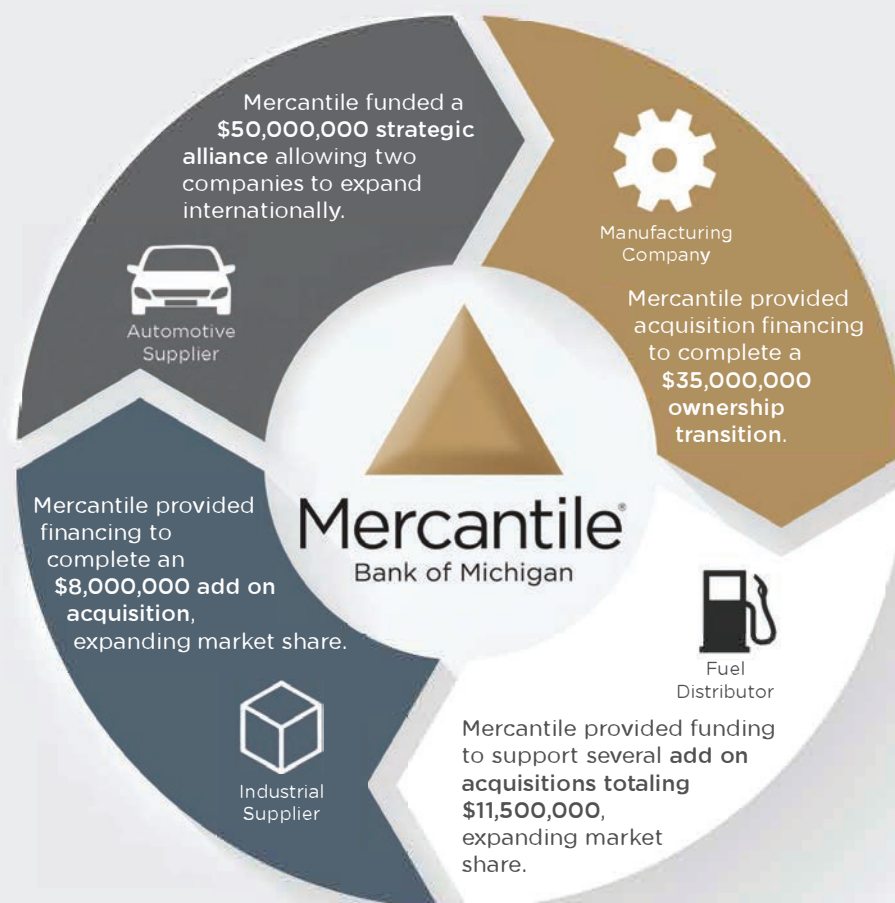 Mercantile funded a
$50,000,000 strategic
alliance allowing two
companies to expand
internationally.
Automotive
Supplier
Manufacturing
Company
Mercantile provided
acquisition financing
to complete a
$35,000,000
ownership
transition.
Mercantile®
Bank of Michigan
Fuel
Distributor
Mercantile provided funding
to support several add on
acquisitions totaling
$11,500,000,
expanding market
share.
Mercantile provided
financing to
complete an
$8,000,000 add on
acquisition,
expanding market share.
Industrial
Supplier